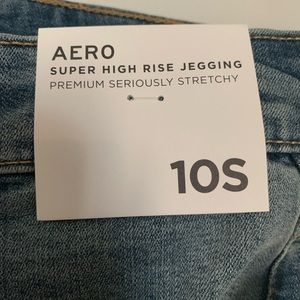 AERO
SUPER HIGH RISE JEGGING
PREMIUM SERIOUSLY STRETCHY
10S